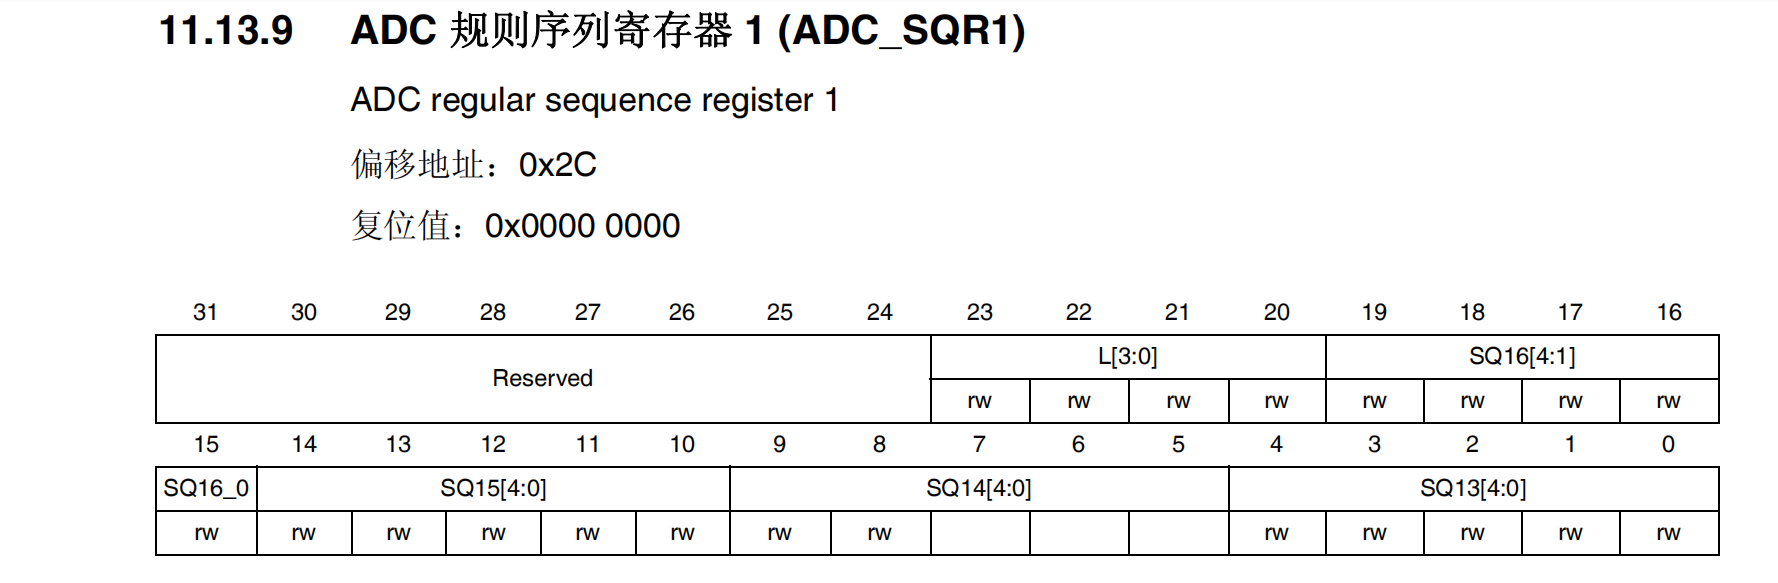 11.13.9 ADC 规则序列寄存器 1 (ADC_SQR1)
ADC regular sequence register 1
偏移地址：0x2C
复位值：0x0000 0000
31 30 29 28 27 26 25 24 23 22 21 20 19 18 17 16
Reserved L[3:0] SQ16[4:1]
rw rw rw rw rw rw rw rw
15 14 13 12 11 10 9 8 7 6 5 4 3 2 1 0
SQ16_0 SQ15[4:0] SQ14[4:0] SQ13[4:0]
rw rw rw rw rw rw rw rw rw rw rw rw rw